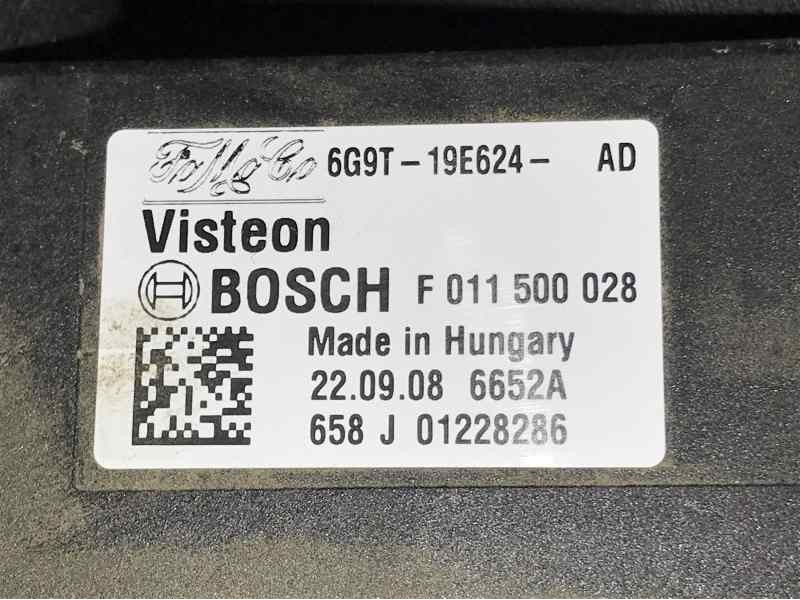 FoMoCo 6G9T-19E624- AD
Visteon
BOSCH F 011 500 028
Made in Hungary
22.09.08 6652A
658 J 01228286